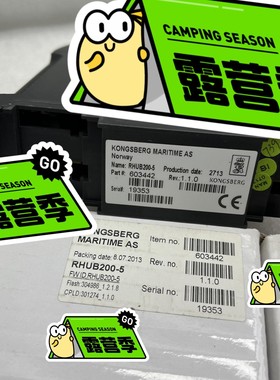 CAMPING SEASON
露营季
KONGSBERG MARITIME AS
Norway
Name: RHUB200-5 Production date: 2713
Part #: 603442 Rev.: 1.1.0
KONGSBERG
Serial#: 19353
GO
露营季
KONGSBERG
MARITIME AS
Packing date: 8.07.2013
RHUB200-5
FW ID:RHUB200-5
Flash:304986_1.2.1.8
CPLD:301274_1.1.0
Item no.
603442
Rev. no.
1.1.0
Serial no.
19353
CAMPING SEASON
露营季
GO